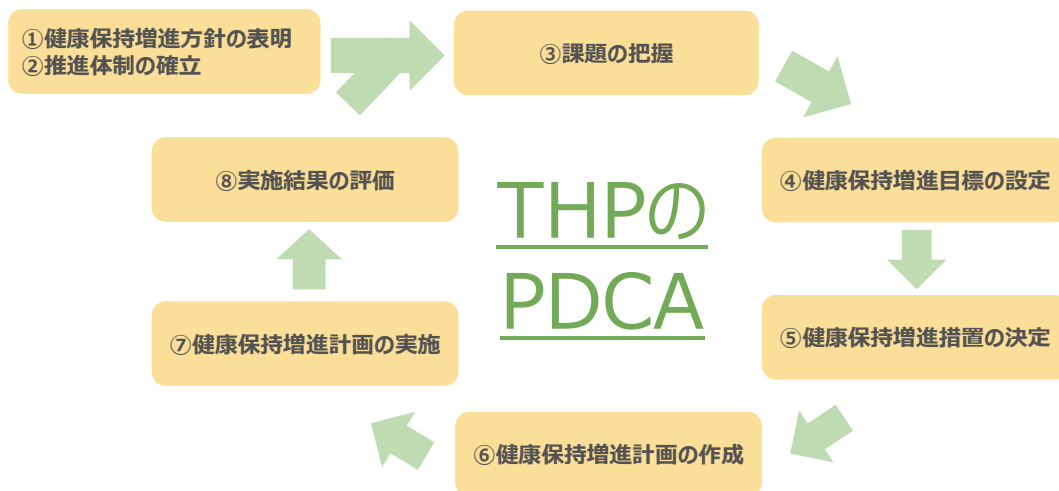 ①健康保持増進方針の表明
②推進体制の確立
③課題の把握
④健康保持増進目標の設定
⑤健康保持増進措置の決定
⑥健康保持増進計画の作成
⑦健康保持増進計画の実施
⑧実施結果の評価
THPの
PDCA